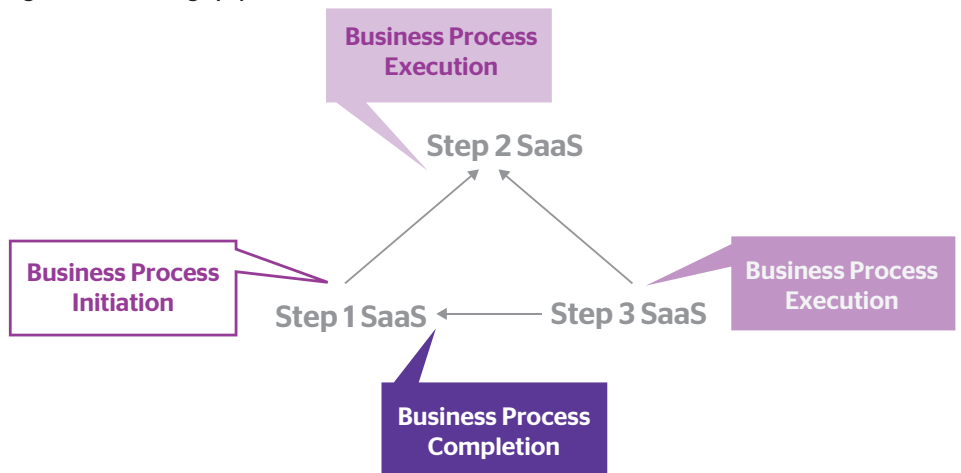 Business Process
Execution
Step 2 SaaS
Business Process
Initiation
Business Process
Execution
Step 1 SaaS
Step 3 SaaS
Business Process
Completion